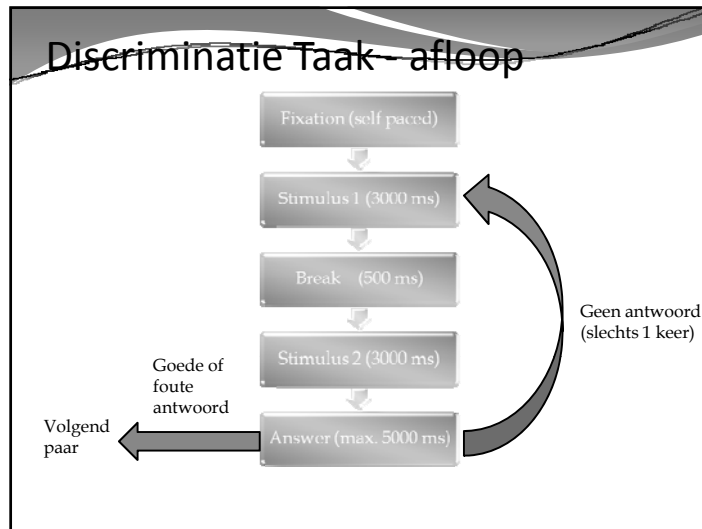 Discriminatie Taak - afloop
Fixation (self paced)
Stimulus 1 (3000 ms)
Break (500 ms)
Stimulus 2 (3000 ms)
Answer (max. 5000 ms)
Geen antwoord
(slechts 1 keer)
Goede of
foute
antwoord
Volgend
paar